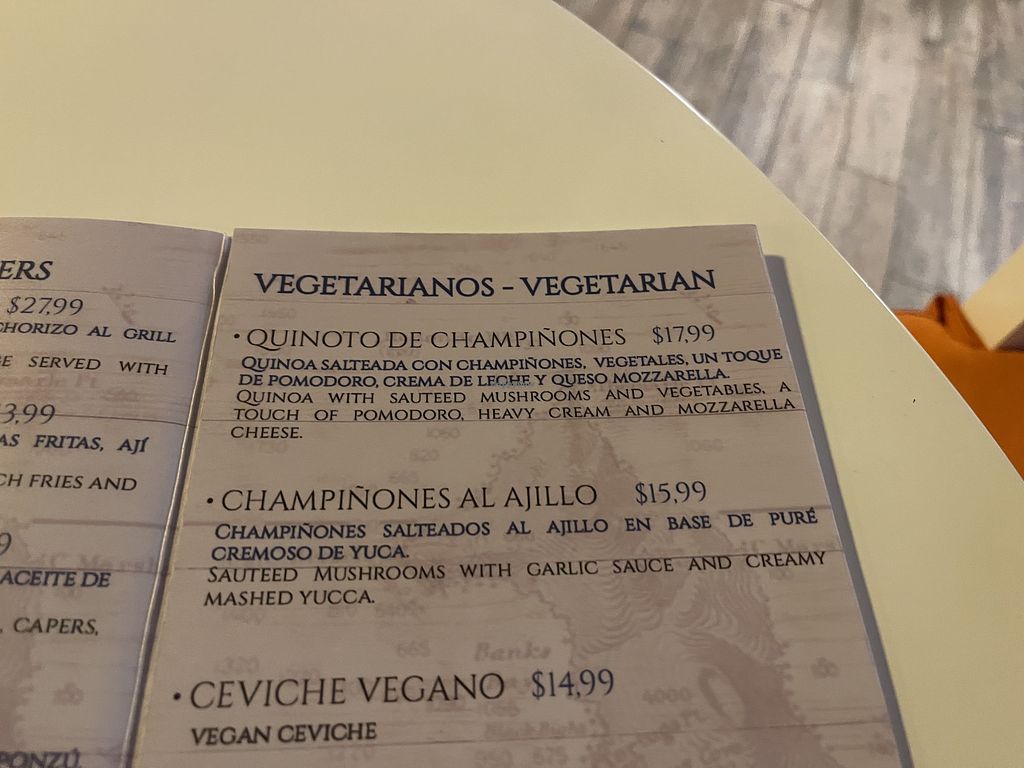 ERS
$27,99
CHORIZO AL GRILL
SERVED WITH
3,99
AS FRITAS, AJÍ
CH FRIES AND
9
ACEITE DE
, CAPERS,
PONZÚ
VEGETARIANOS - VEGETARIAN
• QUINOTO DE CHAMPIÑONES $17,99
QUINOA SALTEADA CON CHAMPIÑONES, VEGETALES, UN TOQUE
DE POMODORO, CREMA DE LECHE Y QUESO MOZZARELLA.
QUINOA WITH SAUTEED MUSHROOMS AND VEGETABLES, A
TOUCH OF POMODORO, HEAVY CREAM AND MOZZARELLA
CHEESE.
• CHAMPIÑONES AL AJILLO $15,99
CHAMPIÑONES SALTEADOS AL AJILLO EN BASE DE PURÉ
CREMOSO DE YUCA.
SAUTEED MUSHROOMS WITH GARLIC SAUCE AND CREAMY
MASHED YUCCA.
Banks
• CEVICHE VEGANO $14,99
VEGAN CEVICHE